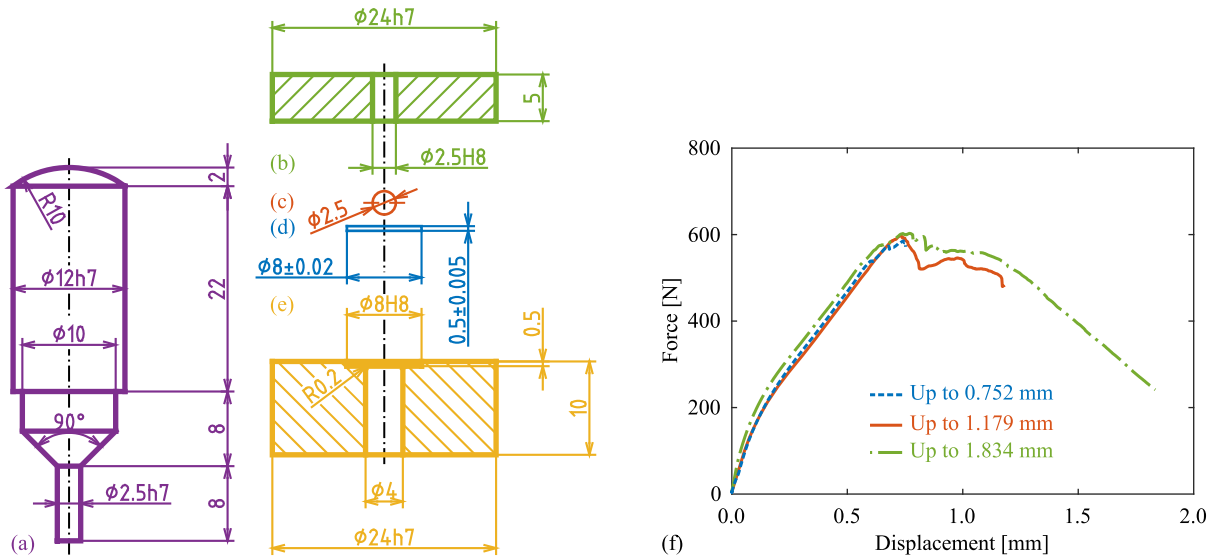 ϕ24h7
5
(b)
ϕ2.5H8
2
R10
(c)
ϕ2.5
(d)
ϕ8±0.02
0.5±0.005
22
ϕ12h7
(e)
ϕ8H8
0.5
ϕ10
R0.2
10
90°
8
ϕ4
ϕ2.5h7
8
ϕ24h7
(a)
800
600
400
200
0
Force [N]
Up to 0.752 mm
Up to 1.179 mm
Up to 1.834 mm
0.0 0.5 1.0 1.5 2.0
Displacement [mm]
(f)